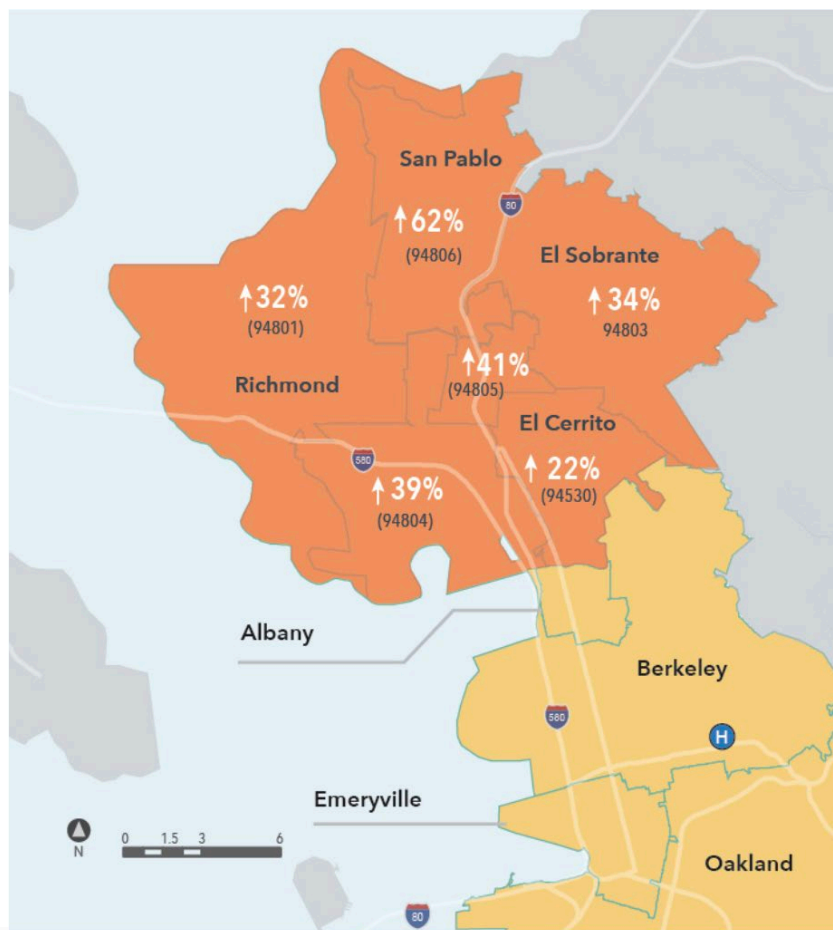 San Pablo
62%
(94806)
80
El Sobrante
34%
94803
32%
(94801)
Richmond
41%
(94805)
El Cerrito
22%
(94530)
580
39%
(94804)
Albany
Berkeley
580
H
Emeryville
Oakland
N
0 1.5 3 6
80